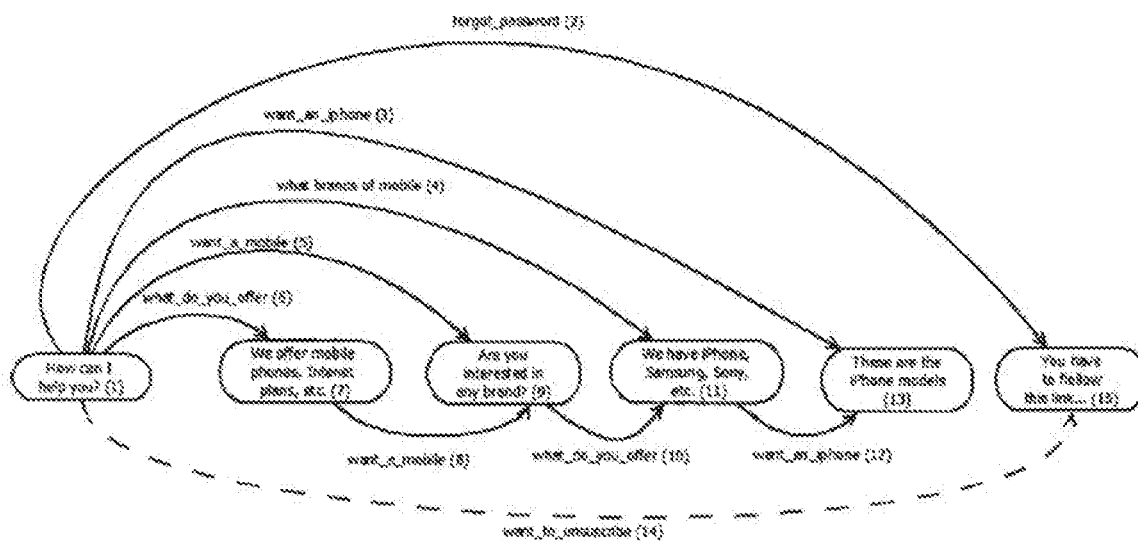 forgot_password (2)
want_an_iphone (3)
what brands of mobile (4)
want_a_mobile (5)
what_do_you_offer (6)
How can I
help you? (1)
We offer mobile
phones, Internet
plans, etc. (7)
Are you
interested in
any brand? (9)
We have iPhone,
Samsung, Sony,
etc. (11)
These are the
iPhone models
(13)
You have
to follow
this link... (15)
want_a_mobile (8)
what_do_you_offer (10)
want_an_iphone (12)
want_to_unsuscribe (14)